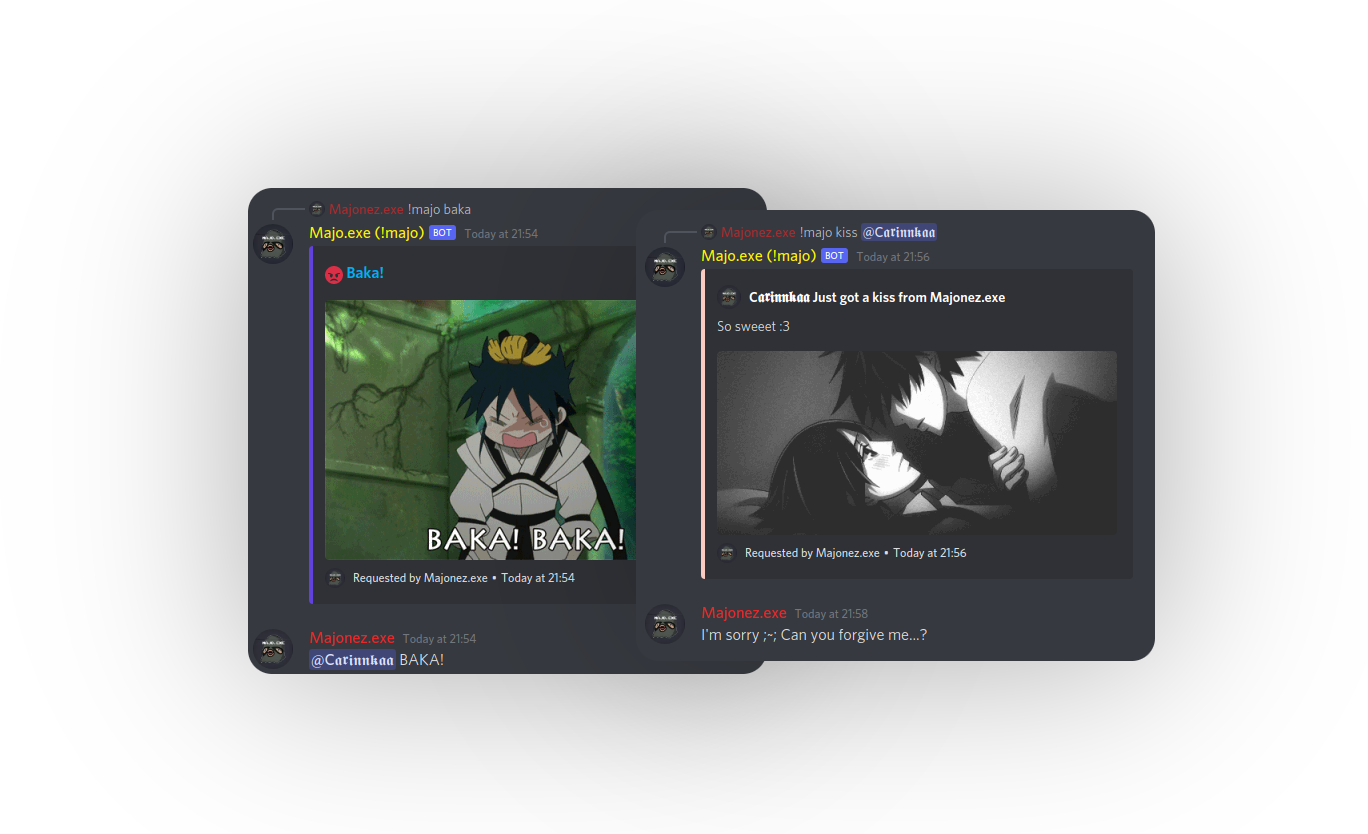 Majonez.exe !majo baka
Majo.exe (!majo) BOT Today at 21:54
Baka!
BAKA! BAKA!
Requested by Majonez.exe • Today at 21:54
Majonez.exe Today at 21:54
@𝕮𝖆𝖗𝖎𝖓𝖓𝖐𝖆𝖆 BAKA!
Majonez.exe !majo kiss @𝕮𝖆𝖗𝖎𝖓𝖓𝖐𝖆𝖆
Majo.exe (!majo) BOT Today at 21:56
𝕮𝖆𝖗𝖎𝖓𝖓𝖐𝖆𝖆 Just got a kiss from Majonez.exe
So sweeet :3
Requested by Majonez.exe • Today at 21:56
Majonez.exe Today at 21:58
I'm sorry ;~; Can you forgive me...?